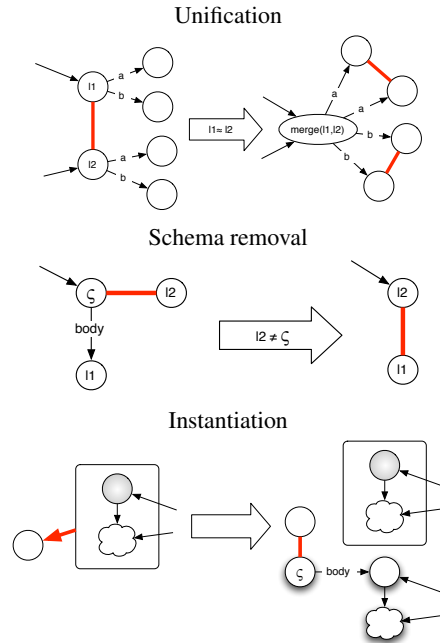 Unification
l1
a
b
l2
a
b
l1≈ l2
a
a
merge(l1,l2)
b
b
Schema removal
ς
l2
body
l1
l2 ≠ ς
l2
l1
Instantiation
ς
body